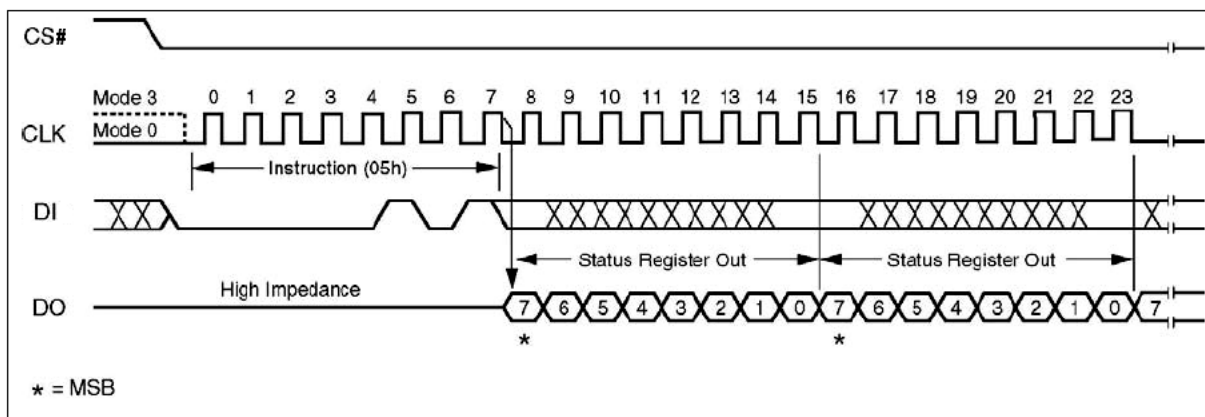 CS#
Mode 3
0 1 2 3 4 5 6 7 8 9 10 11 12 13 14 15 16 17 18 19 20 21 22 23
CLK
Mode 0
Instruction (05h)
DI
Status Register Out
Status Register Out
High Impedance
DO
7 6 5 4 3 2 1 0 7 6 5 4 3 2 1 0 7
* *
* = MSB